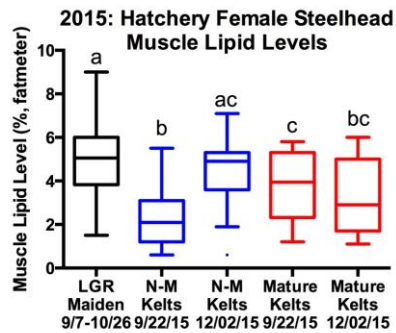 2015: Hatchery Female Steelhead
Muscle Lipid Levels
Muscle Lipid Level (%, fatmeter)
10
8
6
4
2
0
a
b
ac
c
bc
LGR Maiden 9/7-10/26
N-M Kelts 9/22/15
N-M Kelts 12/02/15
Mature Kelts 9/22/15
Mature Kelts 12/02/15